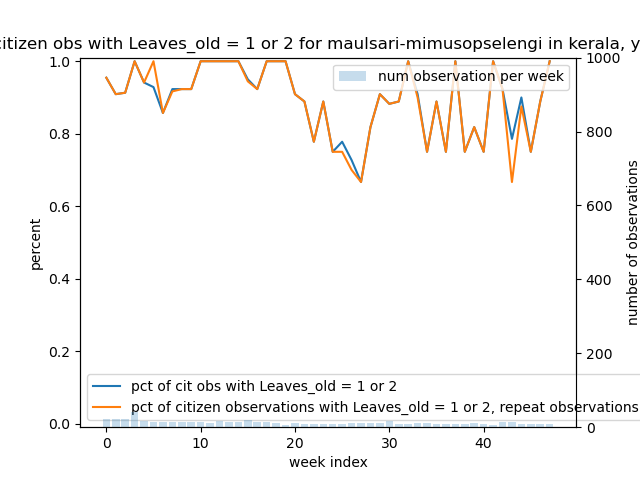 citizen obs with Leaves_old = 1 or 2 for maulsari-mimusopselengi in kerala, y
1.0
0.8
0.6
0.4
0.2
0.0
percent
num observation per week
1000
800
600
400
200
0
number of observations
pct of cit obs with Leaves_old = 1 or 2
pct of citizen observations with Leaves_old = 1 or 2, repeat observations
0 10 20 30 40
week index